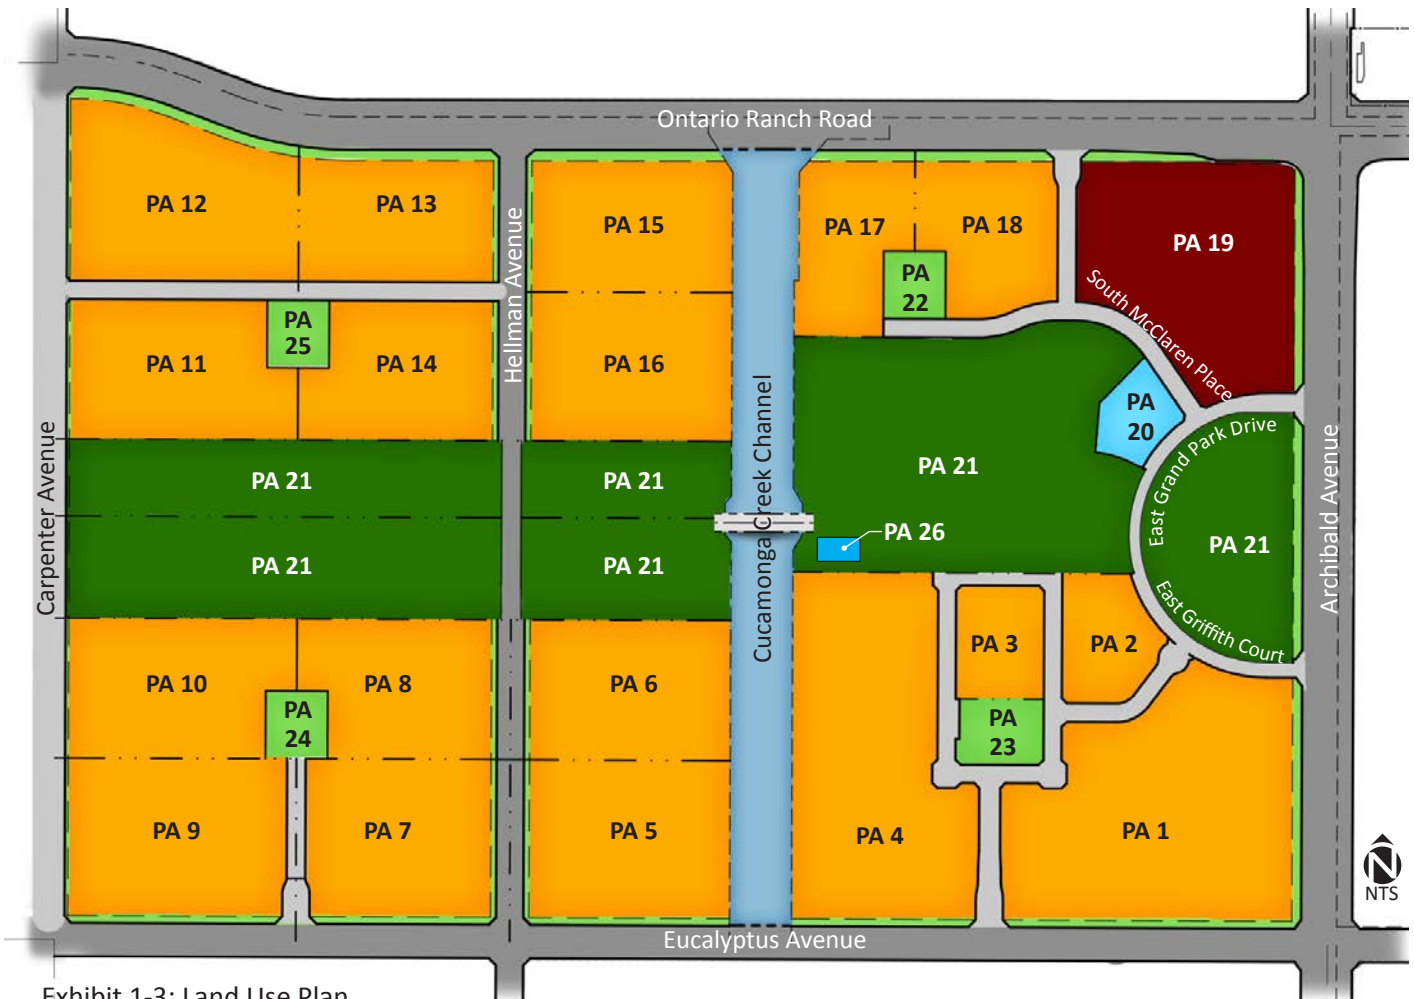 Ontario Ranch Road
PA 12
PA 13
PA 15
PA 17
PA 18
PA 19
PA
22
South McClaren Place
Hellman Avenue
PA
25
PA 11
PA 14
PA 16
PA
20
Cucamonga Creek Channel
East Grand Park Drive
PA 21
PA 21
PA 21
Carpenter Avenue
Archibald Avenue
PA 26
PA 21
PA 21
PA 21
East Griffith Court
PA 10
PA 8
PA 6
PA 3
PA 2
PA
24
PA
23
PA 9
PA 7
PA 5
PA 4
PA 1
N
NTS
Eucalyptus Avenue
Exhibit 1-3: Land Use Plan